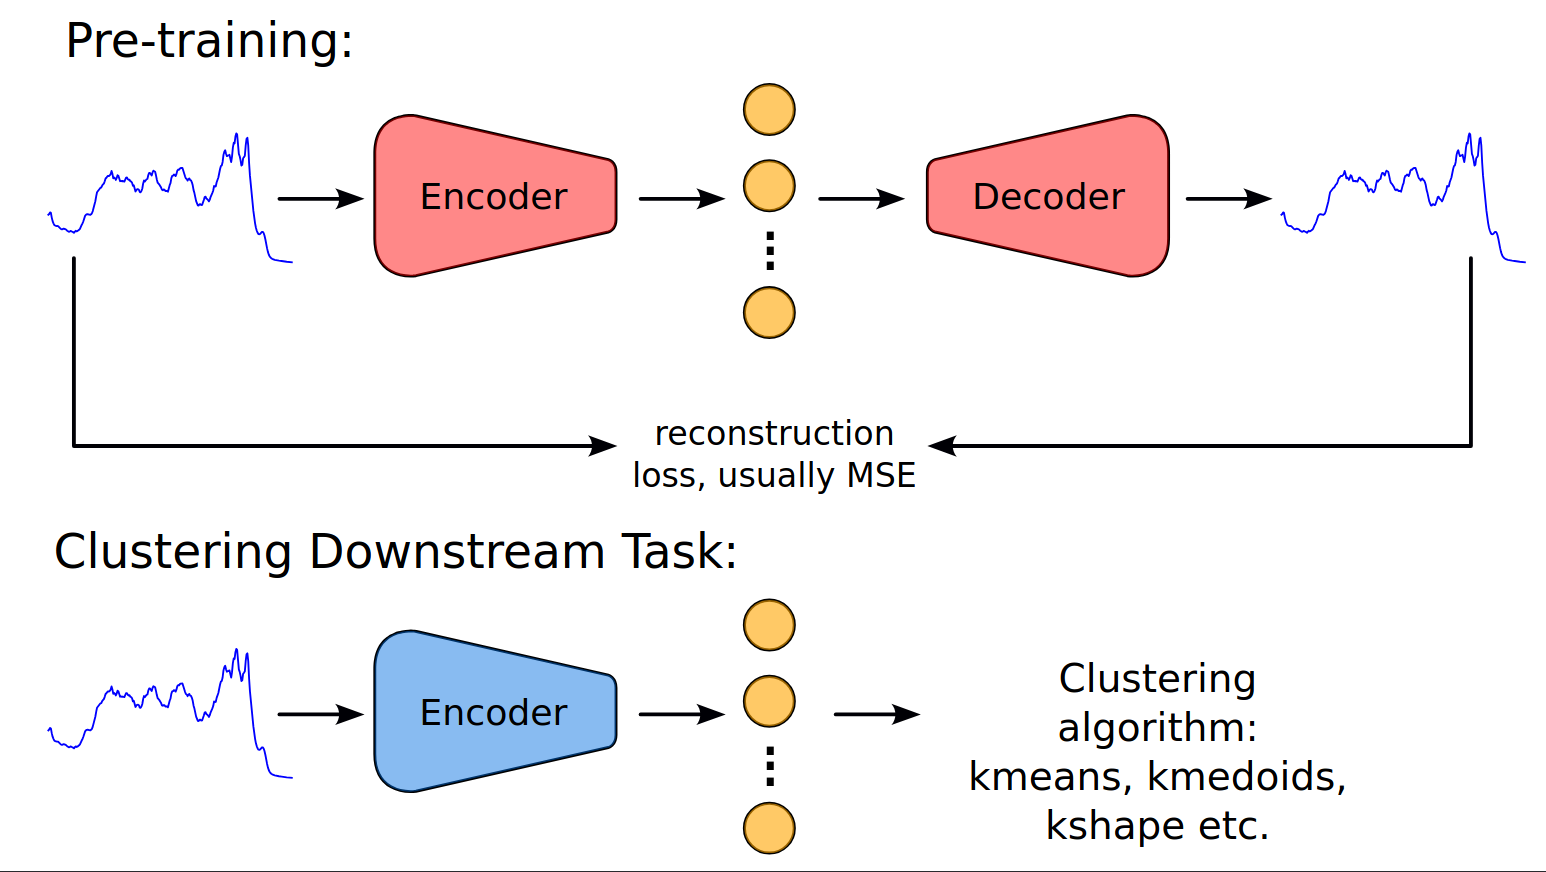 Pre-training:
Encoder
Decoder
reconstruction
loss, usually MSE
Clustering Downstream Task:
Encoder
Clustering
algorithm:
kmeans, kmedoids,
kshape etc.